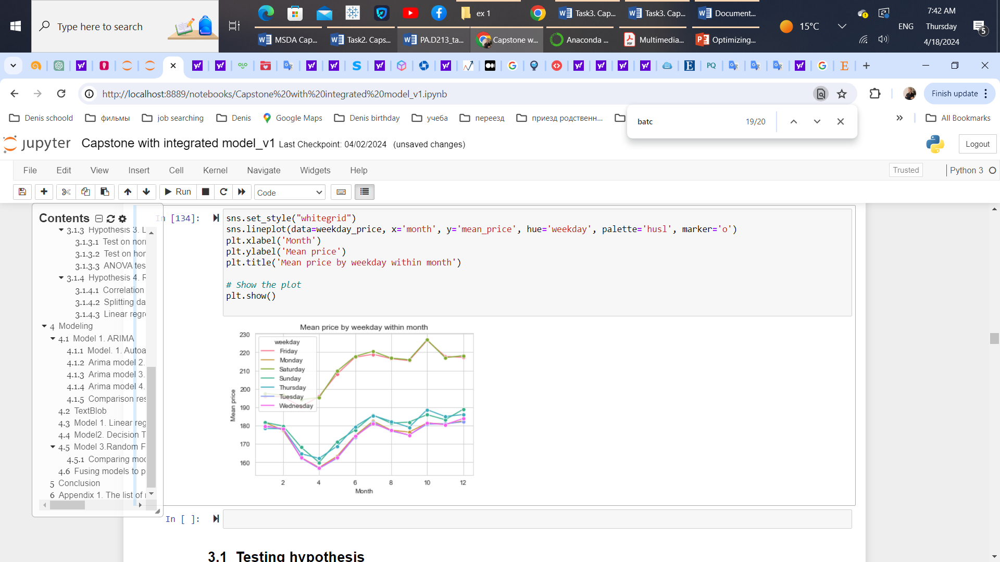 Type here to search
ex 1
Task3. Cap...
Task3. Cap...
Document...
15°C
ENG
7:42 AM
Thursday
4/18/2024
5
MSDA Cap...
Task2. Caps...
PA.D213_ta...
Capstone w...
Anaconda ...
Multimedia...
Optimizing...
http://localhost:8889/notebooks/Capstone%20with%20integrated%20model_v1.ipynb
Finish update
Denis schoold
фильмы
job searching
Denis
Google Maps
Denis birthday
учеба
переезд
приезд родственн...
All Bookmarks
batc
19/20
jupyter Capstone with integrated model_v1 Last Checkpoint: 04/02/2024 (unsaved changes)
Logout
File Edit View Insert Cell Kernel Navigate Widgets Help
Trusted
Python 3
Run
Code
Contents
3.1.3 Hypothesis 3. L
3.1.3.1 Test on nor
3.1.3.2 Test on hor
3.1.3.3 ANOVA tes
3.1.4 Hypothesis 4. F
3.1.4.1 Correlation
3.1.4.2 Splitting da
3.1.4.3 Linear regr
4 Modeling
4.1 Model 1. ARIMA
4.1.1 Model. 1. Autoa
4.1.2 Arima model 2.
4.1.3 Arima model 3.
4.1.4 Arima model 4.
4.1.5 Comparison res
4.2 TextBlob
4.3 Model 1. Linear reg
4.4 Model2. Decision T
4.5 Model 3.Random F
4.5.1 Comparing moc
4.6 Fusing models to p
5 Conclusion
6 Appendix 1. The list of
In [134]:
sns.set_style("whitegrid")
sns.lineplot(data=weekday_price, x='month', y='mean_price', hue='weekday', palette='husl', marker='o')
plt.xlabel('Month')
plt.ylabel('Mean price')
plt.title('Mean price by weekday within month')
# Show the plot
plt.show()
Mean price by weekday within month
weekday
Friday
Monday
Saturday
Sunday
Thursday
Tuesday
Wednesday
230
220
210
200
190
180
170
160
Mean price
2 4 6 8 10 12
Month
In [ ]:
3.1 Testing hypothesis